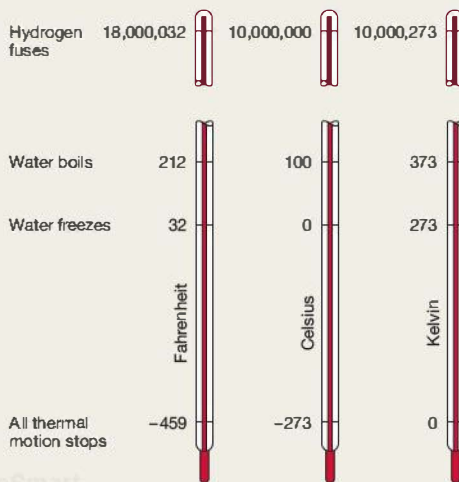 Hydrogen fuses 18,000,032 10,000,000 10,000,273
Water boils 212 100 373
Water freezes 32 0 273
Fahrenheit
Celsius
Kelvin
All thermal motion stops −459 −273 0